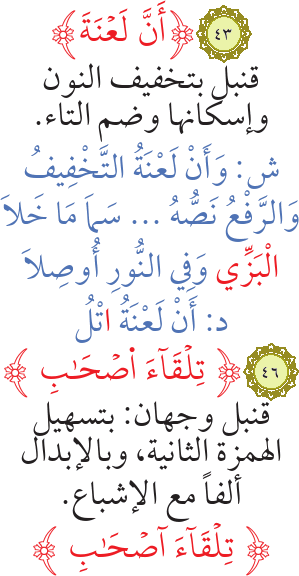 ٤٣ ﴿أَنَّ لَعْنَةَ﴾
قنبل بتخفيف النون
وإسكانها وضم التاء.
ش: وَأَنْ لَعْنَةُ التَّخْفِيفُ
وَالرَّفْعُ نَصُّهُ ... سَمَا مَا خَلاَ
الْبَزِّي وَفِي النُّورِ أُوصِلاَ
د: أَنْ لَعْنَةُ اتْلُ
٤٦ ﴿تِلْقَآءَ أَصْحَٰبِ﴾
قنبل وجهان: بتسهيل
الهمزة الثانية، وبالإبدال
ألفاً مع الإشباع.
﴿تِلْقَآءَ آصْحَٰبِ﴾